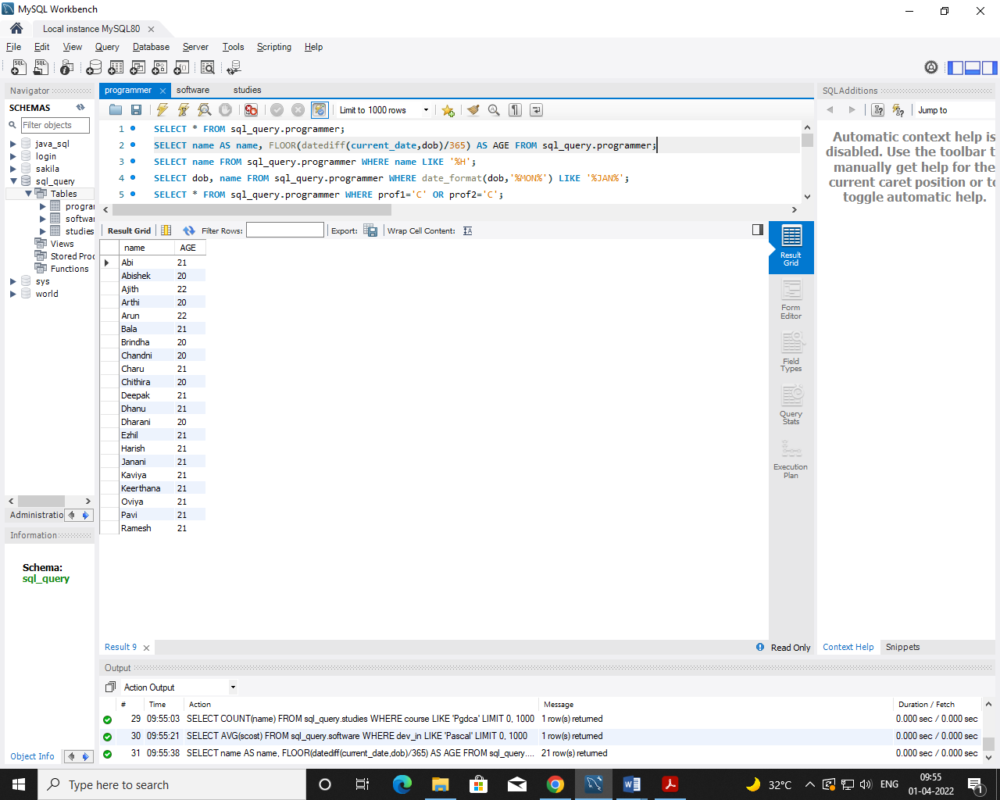 MySQL Workbench
Local instance MySQL80
File Edit View Query Database Server Tools Scripting Help
Navigator
SCHEMAS
Filter objects
java_sql
login
sakila
sql_query
Tables
prograr
softwar
studies
Views
Stored Proc
Functions
sys
world
Administratio
Information
Schema:
sql_query
Object Info
programmer software studies
Limit to 1000 rows
1 SELECT * FROM sql_query.programmer;
2 SELECT name AS name, FLOOR(datediff(current_date,dob)/365) AS AGE FROM sql_query.programmer;
3 SELECT name FROM sql_query.programmer WHERE name LIKE '%H';
4 SELECT dob, name FROM sql_query.programmer WHERE date_format(dob,'%MON%') LIKE '%JAN%';
5 SELECT * FROM sql_query.programmer WHERE prof1='C' OR prof2='C';
Result Grid Filter Rows: Export: Wrap Cell Content:
name AGE
Abi 21
Abishek 20
Ajith 22
Arthi 20
Arun 22
Bala 21
Brindha 20
Chandni 20
Charu 21
Chithira 20
Deepak 21
Dhanu 21
Dharani 20
Ezhil 21
Harish 21
Janani 21
Kaviya 21
Keerthana 21
Oviya 21
Pavi 21
Ramesh 21
Result
Grid
Form
Editor
Field
Types
Query
Stats
Execution
Plan
Result 9
Read Only
SQLAdditions
Jump to
Automatic context help is
disabled. Use the toolbar t
manually get help for the
current caret position or to
toggle automatic help.
Context Help Snippets
Output
Action Output
# Time Action Message Duration / Fetch
29 09:55:03 SELECT COUNT(name) FROM sql_query.studies WHERE course LIKE 'Pgdca' LIMIT 0, 1000 1 row(s) returned 0.000 sec / 0.000 sec
30 09:55:21 SELECT AVG(scost) FROM sql_query.software WHERE dev_in LIKE 'Pascal' LIMIT 0, 1000 1 row(s) returned 0.000 sec / 0.000 sec
31 09:55:38 SELECT name AS name, FLOOR(datediff(current_date,dob)/365) AS AGE FROM sql_query.... 21 row(s) returned 0.000 sec / 0.000 sec
Type here to search
32°C
ENG
09:55
01-04-2022
1